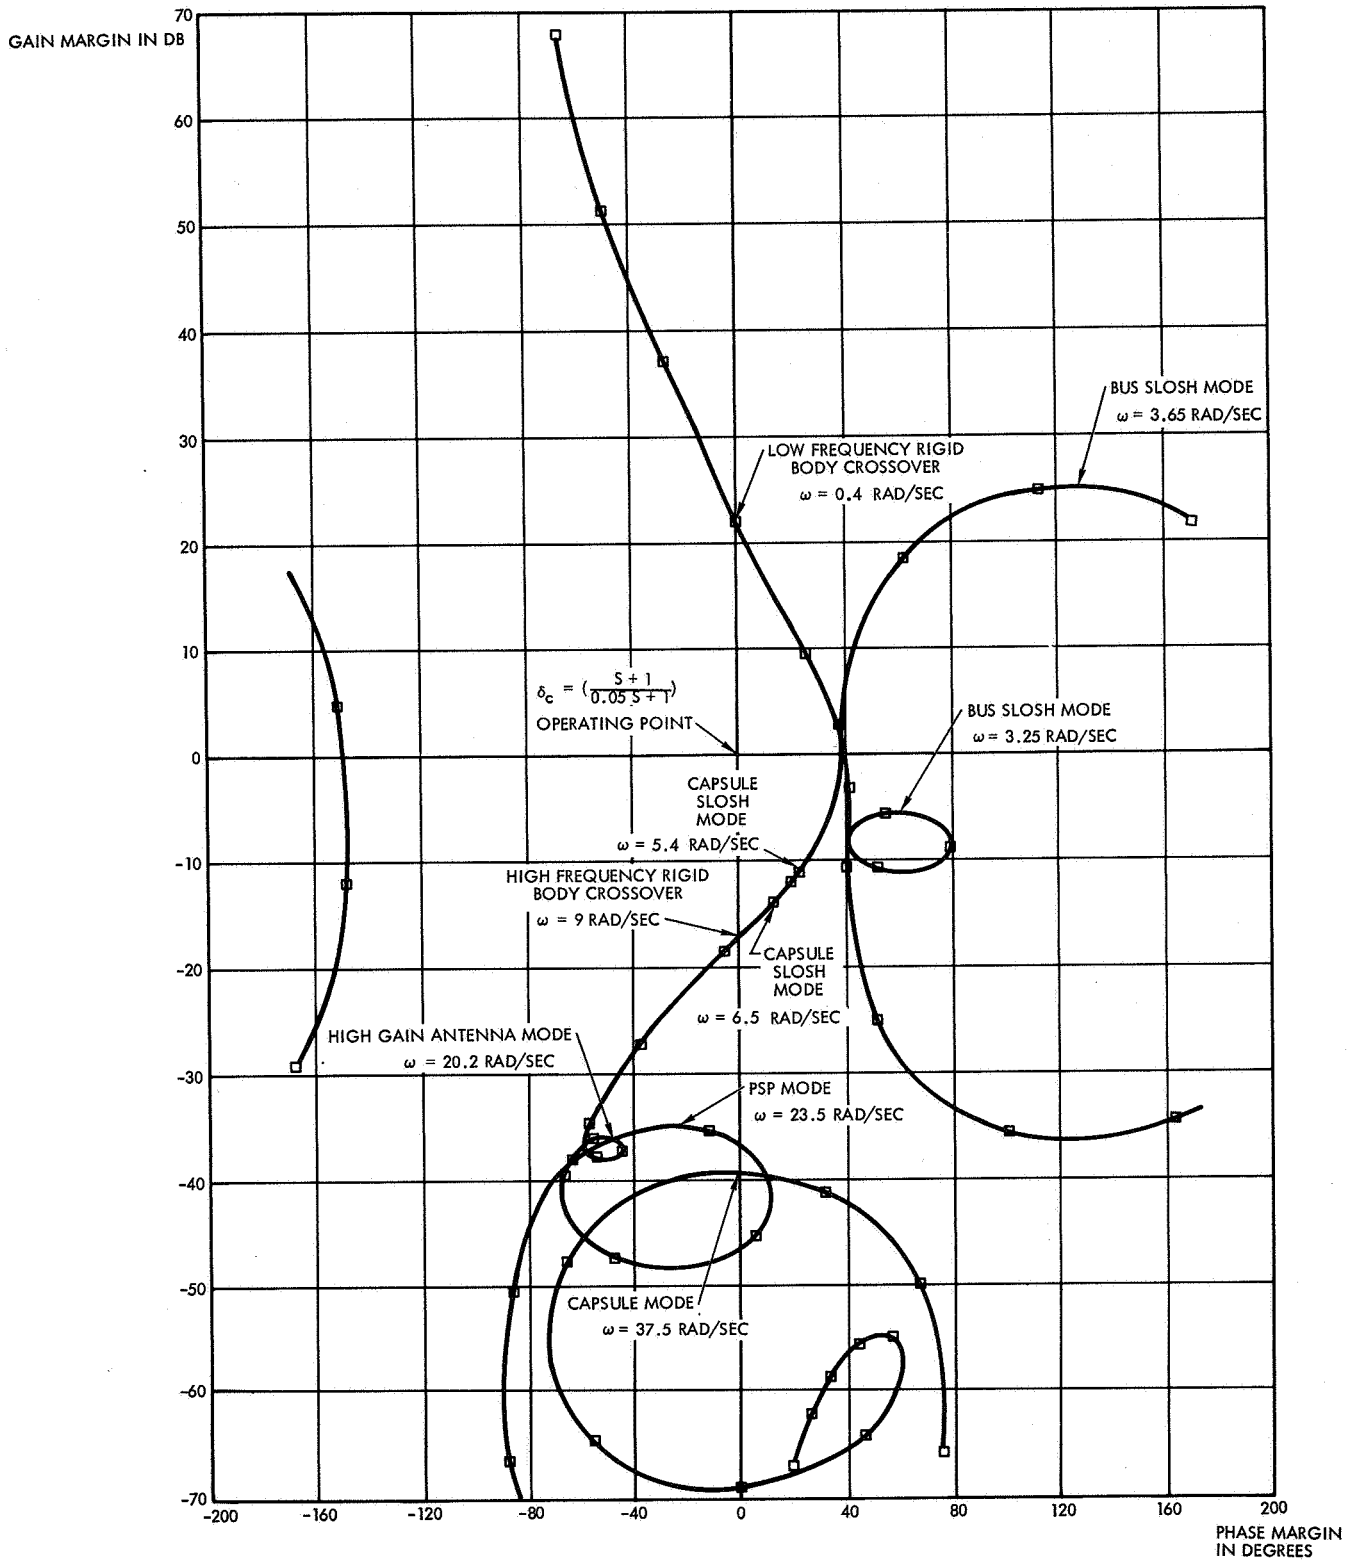 70
GAIN MARGIN IN DB
60
50
40
BUS SLOSH MODE
ω = 3.65 RAD/SEC
30
LOW FREQUENCY RIGID
BODY CROSSOVER
ω = 0.4 RAD/SEC
20
10
δc = (S + 1 / 0.05 S + 1)
OPERATING POINT
BUS SLOSH MODE
ω = 3.25 RAD/SEC
0
CAPSULE
SLOSH
MODE
ω = 5.4 RAD/SEC
-10
HIGH FREQUENCY RIGID
BODY CROSSOVER
ω = 9 RAD/SEC
CAPSULE
SLOSH
MODE
ω = 6.5 RAD/SEC
-20
HIGH GAIN ANTENNA MODE
ω = 20.2 RAD/SEC
-30
PSP MODE
ω = 23.5 RAD/SEC
-40
-50
CAPSULE MODE
ω = 37.5 RAD/SEC
-60
-70
-200 -160 -120 -80 -40 0 40 80 120 160 200
PHASE MARGIN
IN DEGREES